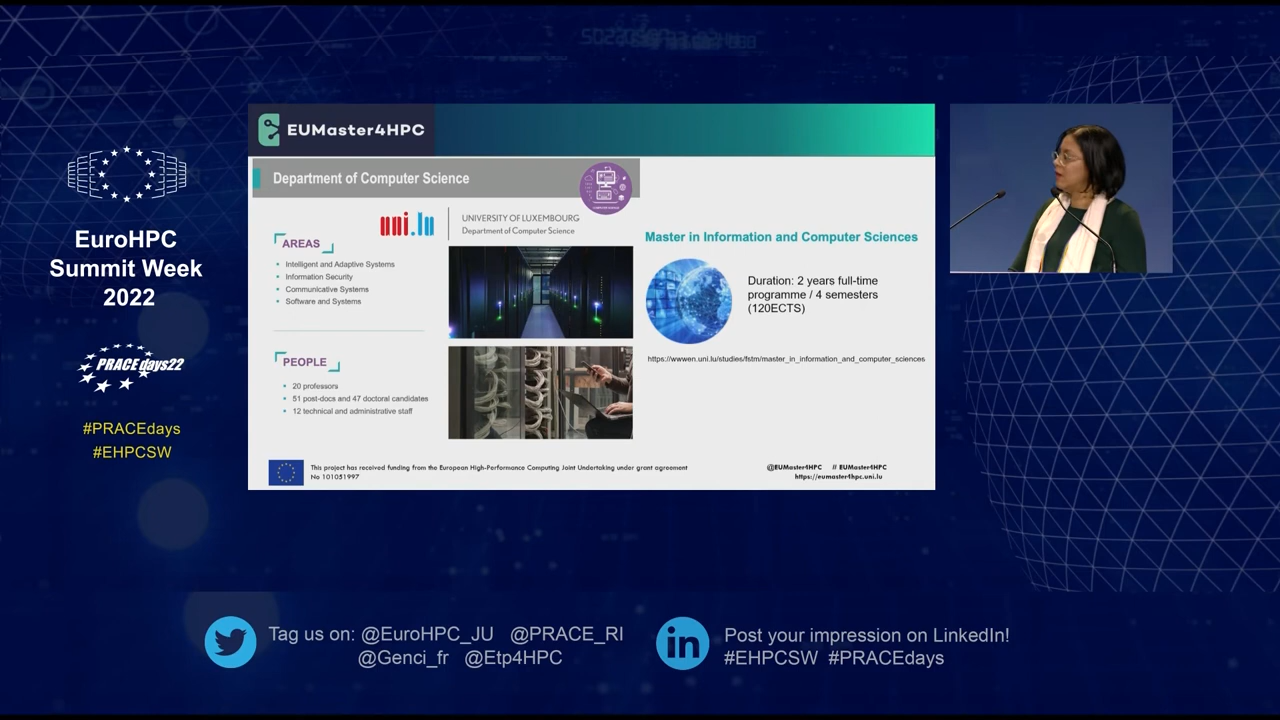 EuroHPC
Summit Week
2022
PRACEdays22
#PRACEdays
#EHPCSW
EUMaster4HPC
Department of Computer Science
uni.lu
UNIVERSITY OF LUXEMBOURG
Department of Computer Science
AREAS
Intelligent and Adaptive Systems
Information Security
Communicative Systems
Software and Systems
PEOPLE
20 professors
51 post-docs and 47 doctoral candidates
12 technical and administrative staff
Master in Information and Computer Sciences
Duration: 2 years full-time
programme / 4 semesters
(120ECTS)
https://wwwen.uni.lu/studies/fstm/master_in_information_and_computer_sciences
This project has received funding from the European High-Performance Computing Joint Undertaking under grant agreement
No 101051997
@EUMaster4HPC // EUMaster4HPC
https://eumaster4hpc.uni.lu
Tag us on: @EuroHPC_JU @PRACE_RI
@Genci_fr @Etp4HPC
in
Post your impression on LinkedIn!
#EHPCSW #PRACEdays